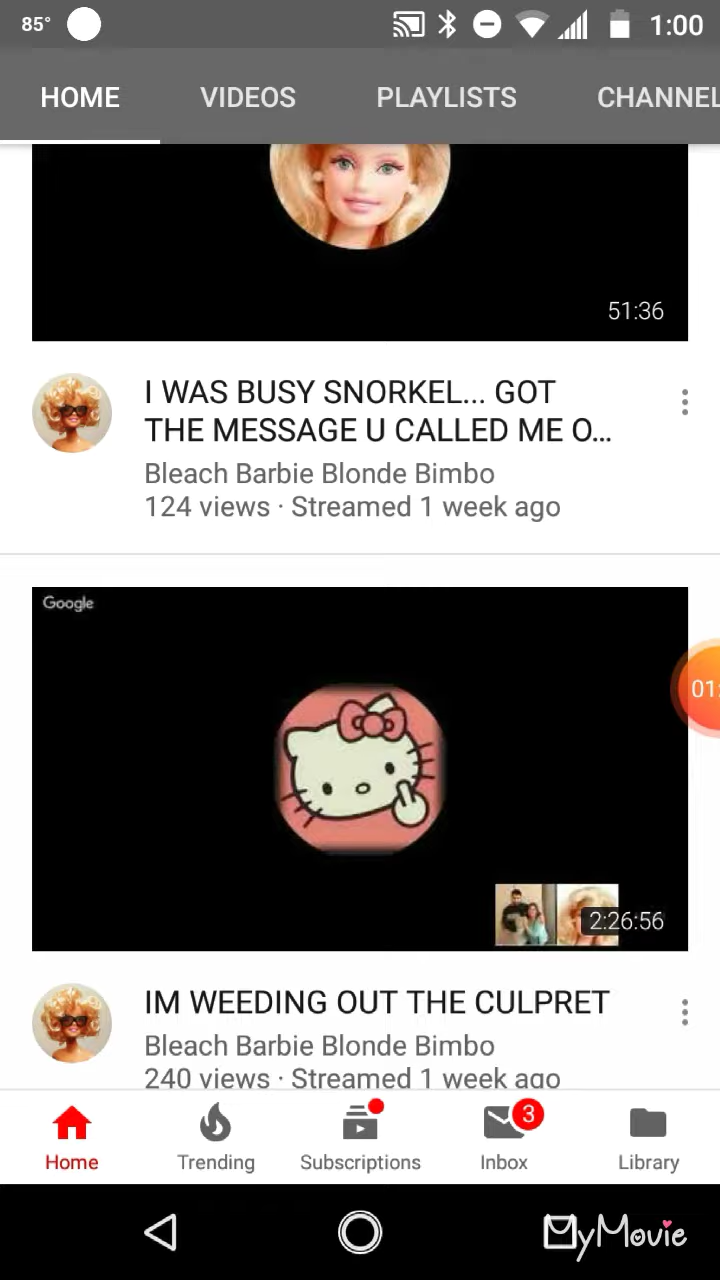 85° 1:00
HOME VIDEOS PLAYLISTS CHANNEL
51:36
I WAS BUSY SNORKEL... GOT
THE MESSAGE U CALLED ME O...
Bleach Barbie Blonde Bimbo
124 views · Streamed 1 week ago
Google
01:
2:26:56
IM WEEDING OUT THE CULPRET
Bleach Barbie Blonde Bimbo
240 views · Streamed 1 week ago
3
Home Trending Subscriptions Inbox Library
MyMovie